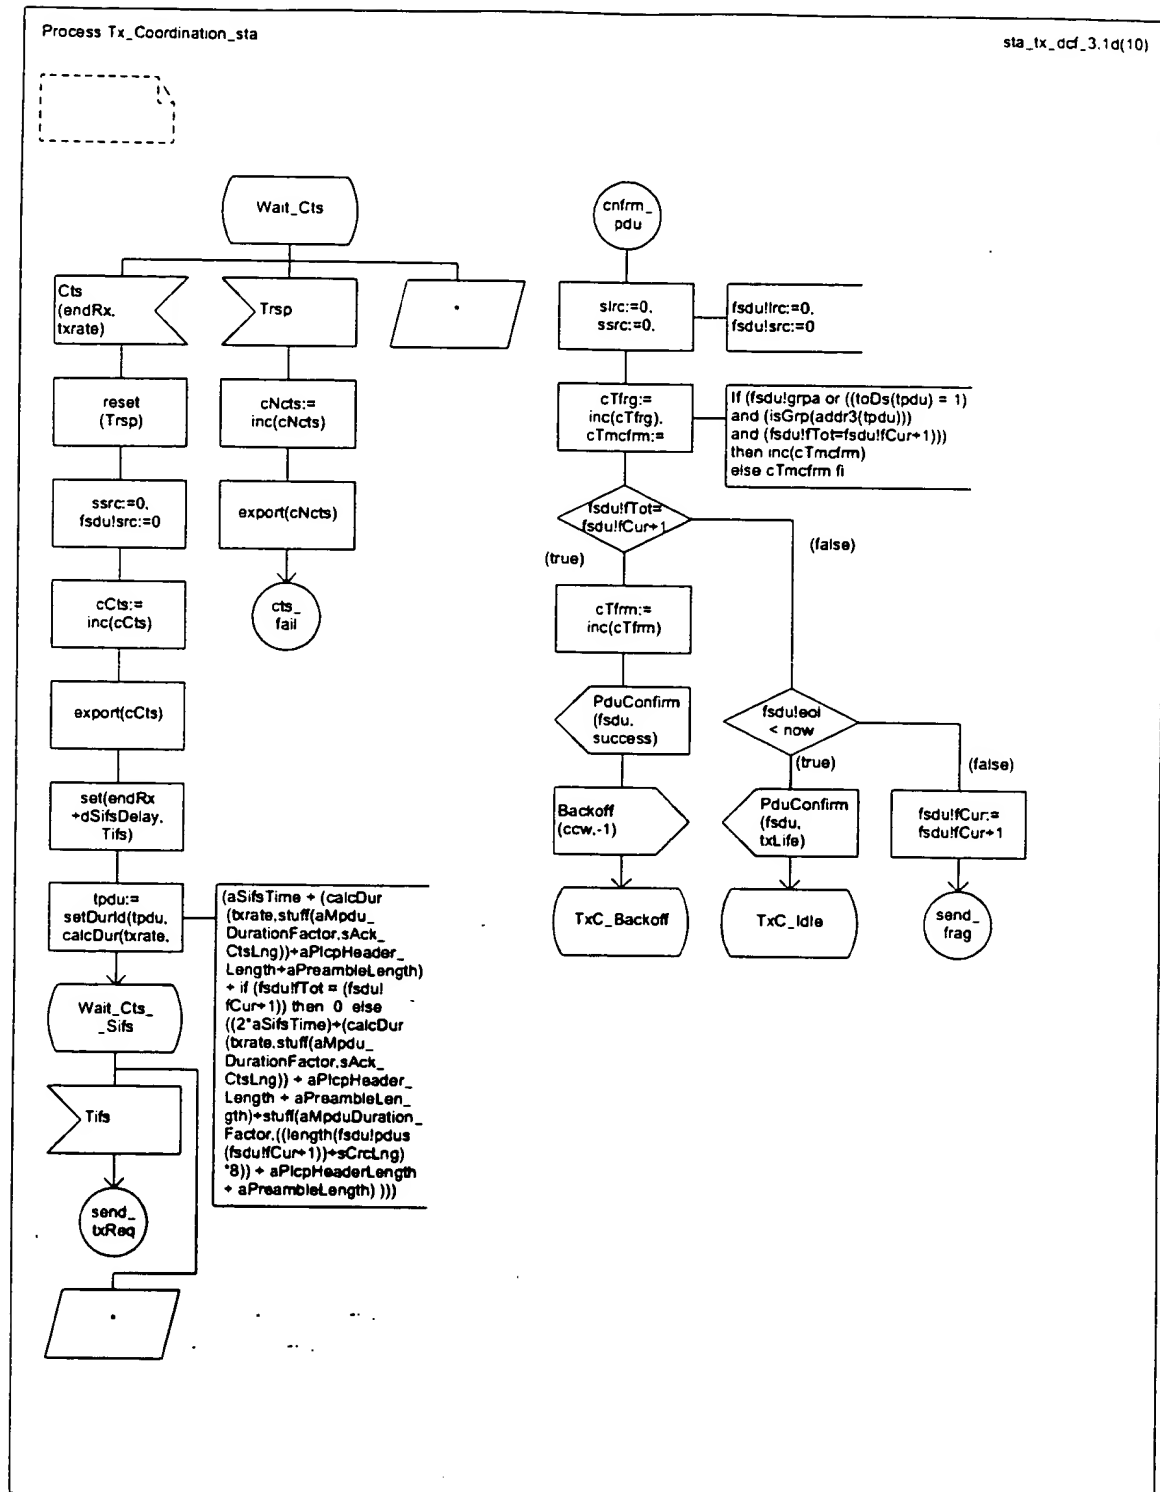 Process Tx_Coordination_sta
sta_tx_dcf_3.1d(10)
Wait_Cts
Cts
(endRx,
txrate)
Trsp
*
reset
(Trsp)
cNcts:=
inc(cNcts)
ssrc:=0,
fsdu!src:=0
export(cNcts)
cCts:=
inc(cCts)
cts_
fail
export(cCts)
set(endRx
+dSifsDelay,
Tifs)
tpdu:=
setDurId(tpdu,
calcDur(txrate,
(aSifsTime + (calcDur
(txrate,stuff(aMpdu_
DurationFactor,sAck_
CtsLng))+aPlcpHeader_
Length+aPreambleLength)
+ if (fsdu!fTot = (fsdu!
fCur+1)) then 0 else
((2*aSifsTime)+(calcDur
(txrate,stuff(aMpdu_
DurationFactor,sAck_
CtsLng)) + aPlcpHeader_
Length + aPreambleLen_
gth)+stuff(aMpduDuration_
Factor,((length(fsdu!pdus
(fsdu!fCur+1))+sCrcLng)
*8)) + aPlcpHeaderLength
+ aPreambleLength) )))
Wait_Cts_
_Sifs
Tifs
send_
txReq
*
cnfrm_
pdu
slrc:=0,
ssrc:=0,
fsdu!lrc:=0,
fsdu!src:=0
cTfrg:=
inc(cTfrg),
cTmcfrm:=
If (fsdu!grpa or ((toDs(tpdu) = 1)
and (isGrp(addr3(tpdu)))
and (fsdu!fTot=fsdu!fCur+1)))
then inc(cTmcfrm)
else cTmcfrm fi
fsdu!fTot=
fsdu!fCur+1
(true)
(false)
cTfrm:=
inc(cTfrm)
PduConfirm
(fsdu,
success)
fsdu!eol
< now
(true)
(false)
Backoff
(ccw,-1)
PduConfirm
(fsdu,
txLife)
fsdu!fCur:=
fsdu!fCur+1
TxC_Backoff
TxC_Idle
send_
frag